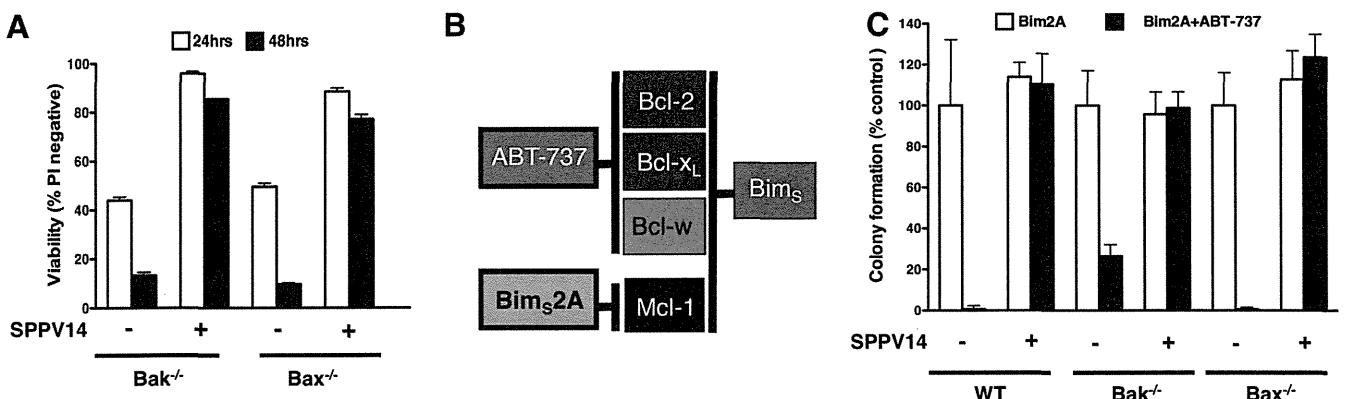 A
24hrs 48hrs
Viability (% PI negative)
100
80
60
40
20
0
SPPV14 - + - +
Bak-/- Bax-/-
B
ABT-737
Bcl-2
Bcl-xL
Bcl-w
Mcl-1
BimS
BimS2A
C
Bim2A Bim2A+ABT-737
Colony formation (% control)
140
120
100
80
60
40
20
0
SPPV14 - + - + - +
WT Bak-/- Bax-/-